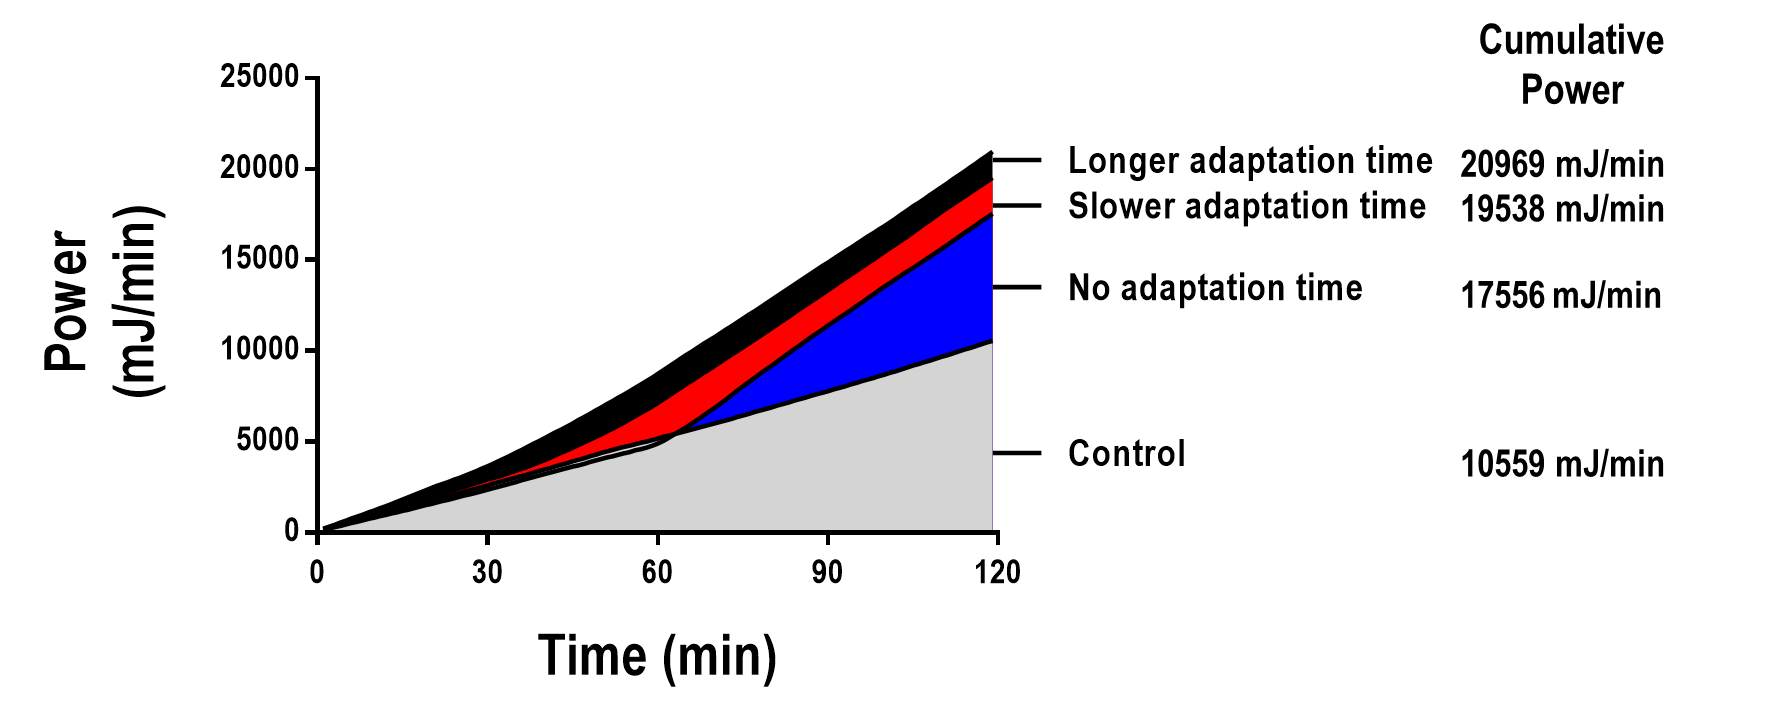 Cumulative
Power
25000
20000
15000
10000
5000
0
Power
(mJ/min)
Longer adaptation time 20969 mJ/min
Slower adaptation time 19538 mJ/min
No adaptation time 17556 mJ/min
Control 10559 mJ/min
0 30 60 90 120
Time (min)